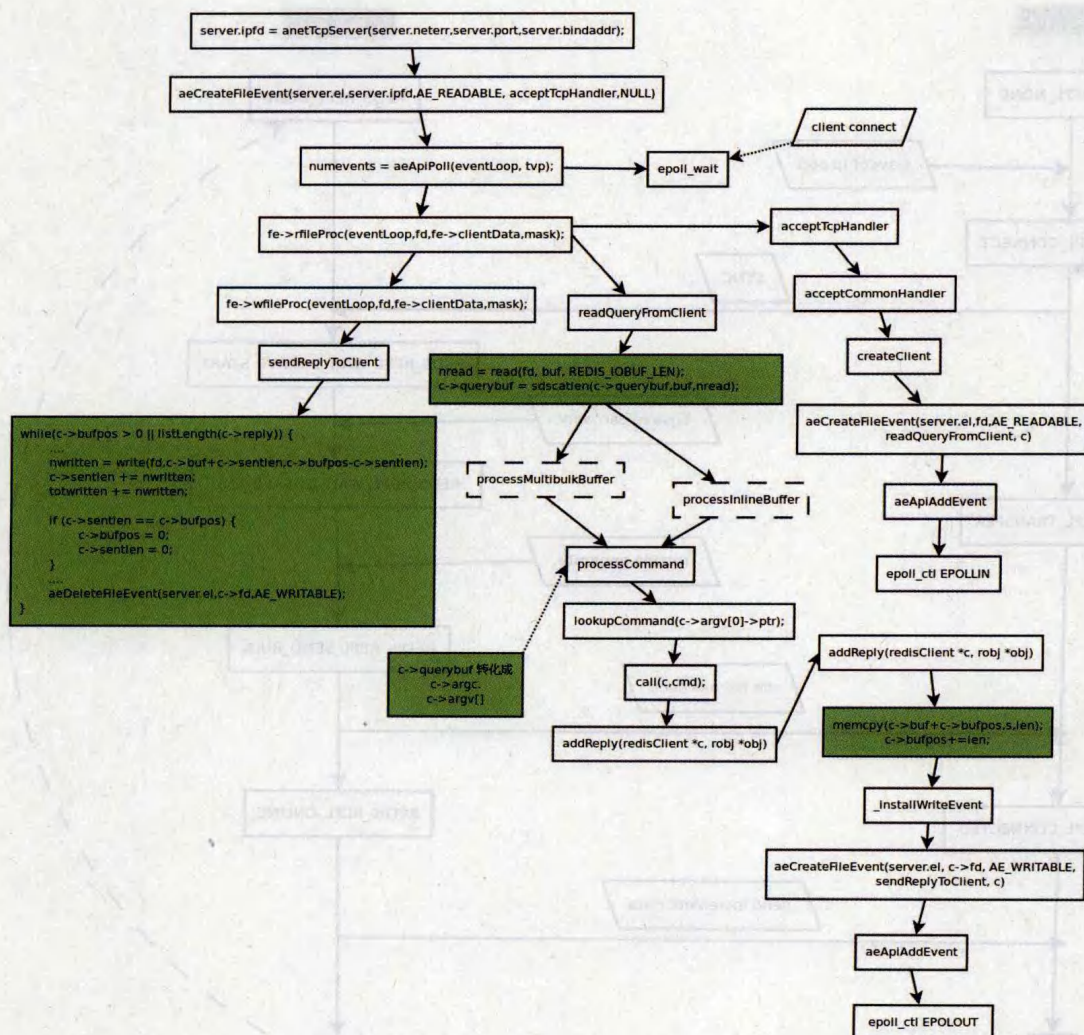 server.ipfd = anetTcpServer(server.neterr,server.port,server.bindaddr);
aeCreateFileEvent(server.el,server.ipfd,AE_READABLE, acceptTcpHandler,NULL)
client connect
numevents = aeApiPoll(eventLoop, tvp);
epoll_wait
fe->rfileProc(eventLoop,fd,fe->clientData,mask);
acceptTcpHandler
fe->wfileProc(eventLoop,fd,fe->clientData,mask);
readQueryFromClient
acceptCommonHandler
sendReplyToClient
createClient
nread = read(fd, buf, REDIS_IOBUF_LEN);
c->querybuf = sdscatlen(c->querybuf,buf,nread);
aeCreateFileEvent(server.el,fd,AE_READABLE,
readQueryFromClient, c)
while(c->bufpos > 0 || listLength(c->reply)) {
....
nwritten = write(fd,c->buf+c->sentlen,c->bufpos-c->sentlen);
c->sentlen += nwritten;
totwritten += nwritten;
if (c->sentlen == c->bufpos) {
c->bufpos = 0;
c->sentlen = 0;
}
....
aeDeleteFileEvent(server.el,c->fd,AE_WRITABLE);
}
processMultibulkBuffer
processInlineBuffer
aeApiAddEvent
processCommand
epoll_ctl EPOLLIN
lookupCommand(c->argv[0]->ptr);
c->querybuf 转化成
c->argc.
c->argv[]
call(c,cmd);
addReply(redisClient *c, robj *obj)
addReply(redisClient *c, robj *obj)
memcpy(c->buf+c->bufpos,s,len);
c->bufpos+=len;
_installWriteEvent
aeCreateFileEvent(server.el, c->fd, AE_WRITABLE,
sendReplyToClient, c)
aeApiAddEvent
epoll_ctl EPOLOUT